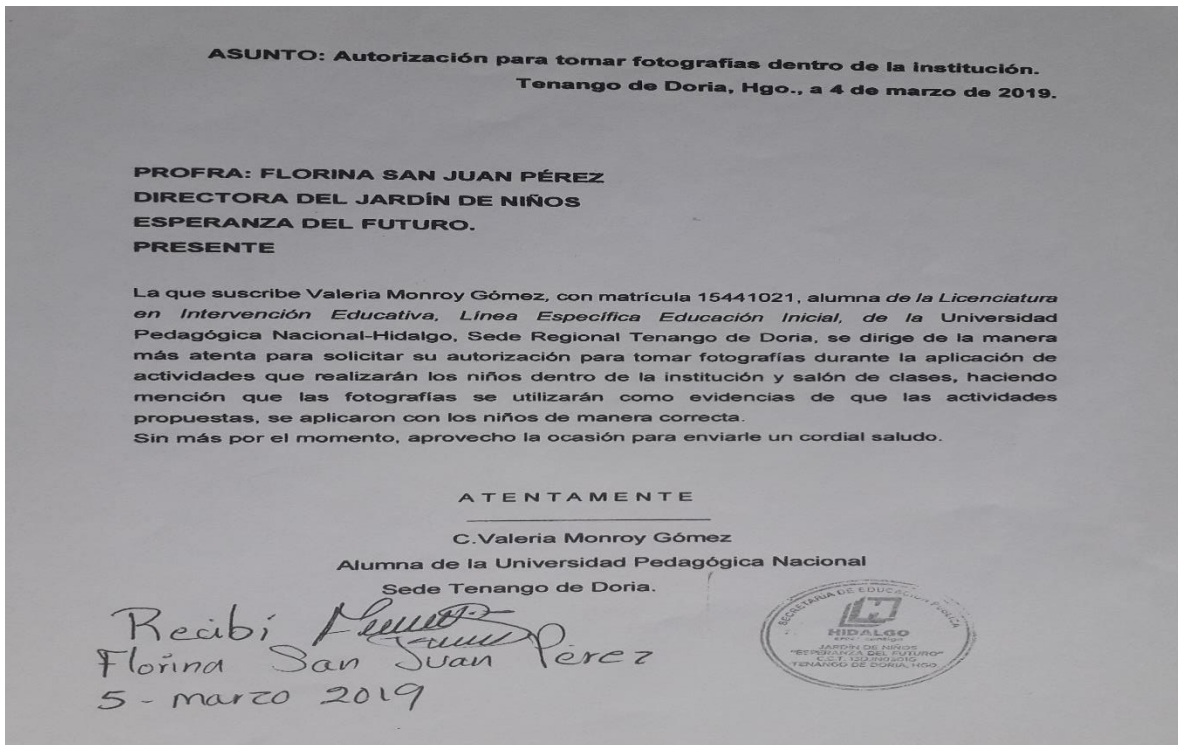 ASUNTO: Autorización para tomar fotografías dentro de la institución.
Tenango de Doria, Hgo., a 4 de marzo de 2019.
PROFRA: FLORINA SAN JUAN PÉREZ
DIRECTORA DEL JARDÍN DE NIÑOS
ESPERANZA DEL FUTURO.
PRESENTE
La que suscribe Valeria Monroy Gómez, con matrícula 15441021, alumna de la Licenciatura
en Intervención Educativa, Línea Específica Educación Inicial, de la Universidad
Pedagógica Nacional-Hidalgo, Sede Regional Tenango de Doria, se dirige de la manera
más atenta para solicitar su autorización para tomar fotografías durante la aplicación de
actividades que realizarán los niños dentro de la institución y salón de clases, haciendo
mención que las fotografías se utilizarán como evidencias de que las actividades
propuestas, se aplicaron con los niños de manera correcta.
Sin más por el momento, aprovecho la ocasión para enviarle un cordial saludo.
A T E N T A M E N T E
C.Valeria Monroy Gómez
Alumna de la Universidad Pedagógica Nacional
Sede Tenango de Doria.
Recibi
Florina San Juan Pérez
5 - marzo 2019
SECRETARIA DE EDUCACIÓN PUBLICA
HIDALGO
JARDÍN DE NIÑOS
"ESPERANZA DEL FUTURO"
C.C.T.
TENANGO DE DORIA, HGO